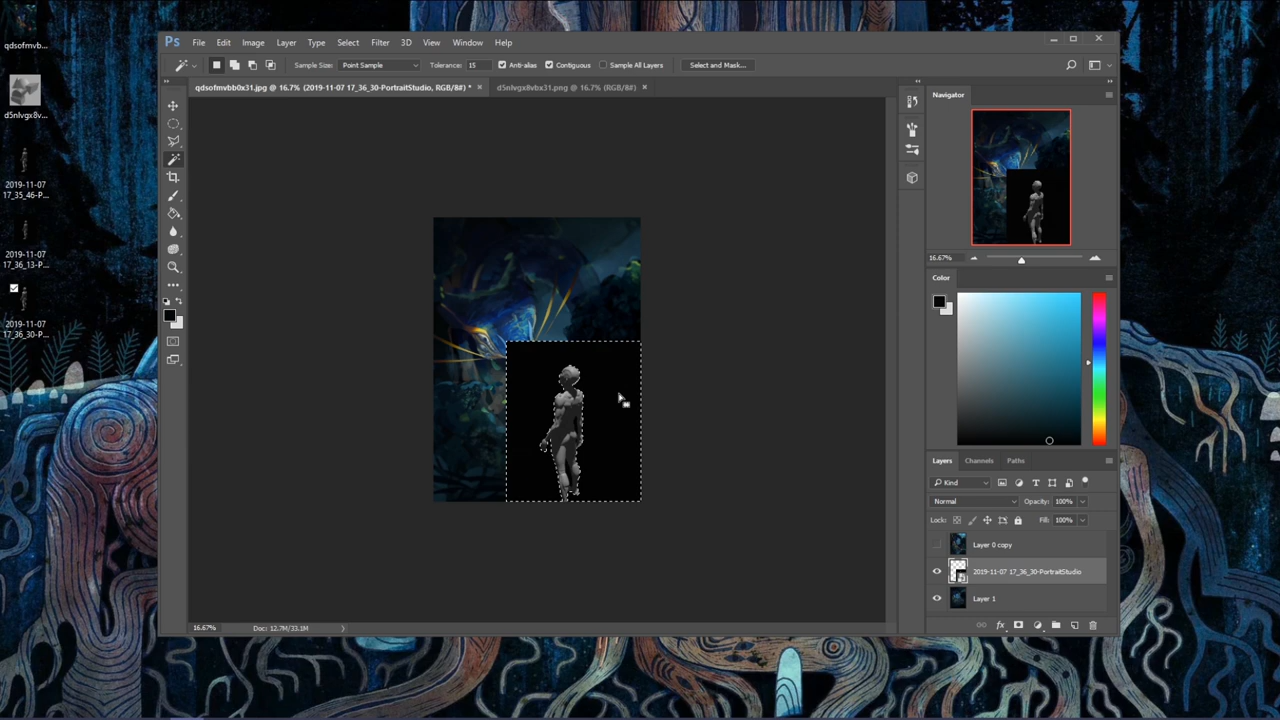 qdsofmvb...
d5nlvgx8v...
2019-11-07
17_35_46-P...
2019-11-07
17_36_13-P...
2019-11-07
17_36_30-P...
Ps File Edit Image Layer Type Select Filter 3D View Window Help
Sample Size: Point Sample Tolerance: 15 Anti-alias Contiguous Sample All Layers Select and Mask...
qdsofmvbb0x31.jpg @ 16.7% (2019-11-07 17_36_30-PortraitStudio, RGB/8#) * × d5nlvgx8vbx31.png @ 16.7% (RGB/8#) ×
Navigator
16.67%
Color
Layers Channels Paths
Kind
Normal Opacity: 100%
Lock: Fill: 100%
Layer 0 copy
2019-11-07 17_36_30-PortraitStudio
Layer 1
fx
16.67% Doc: 12.7M/33.1M